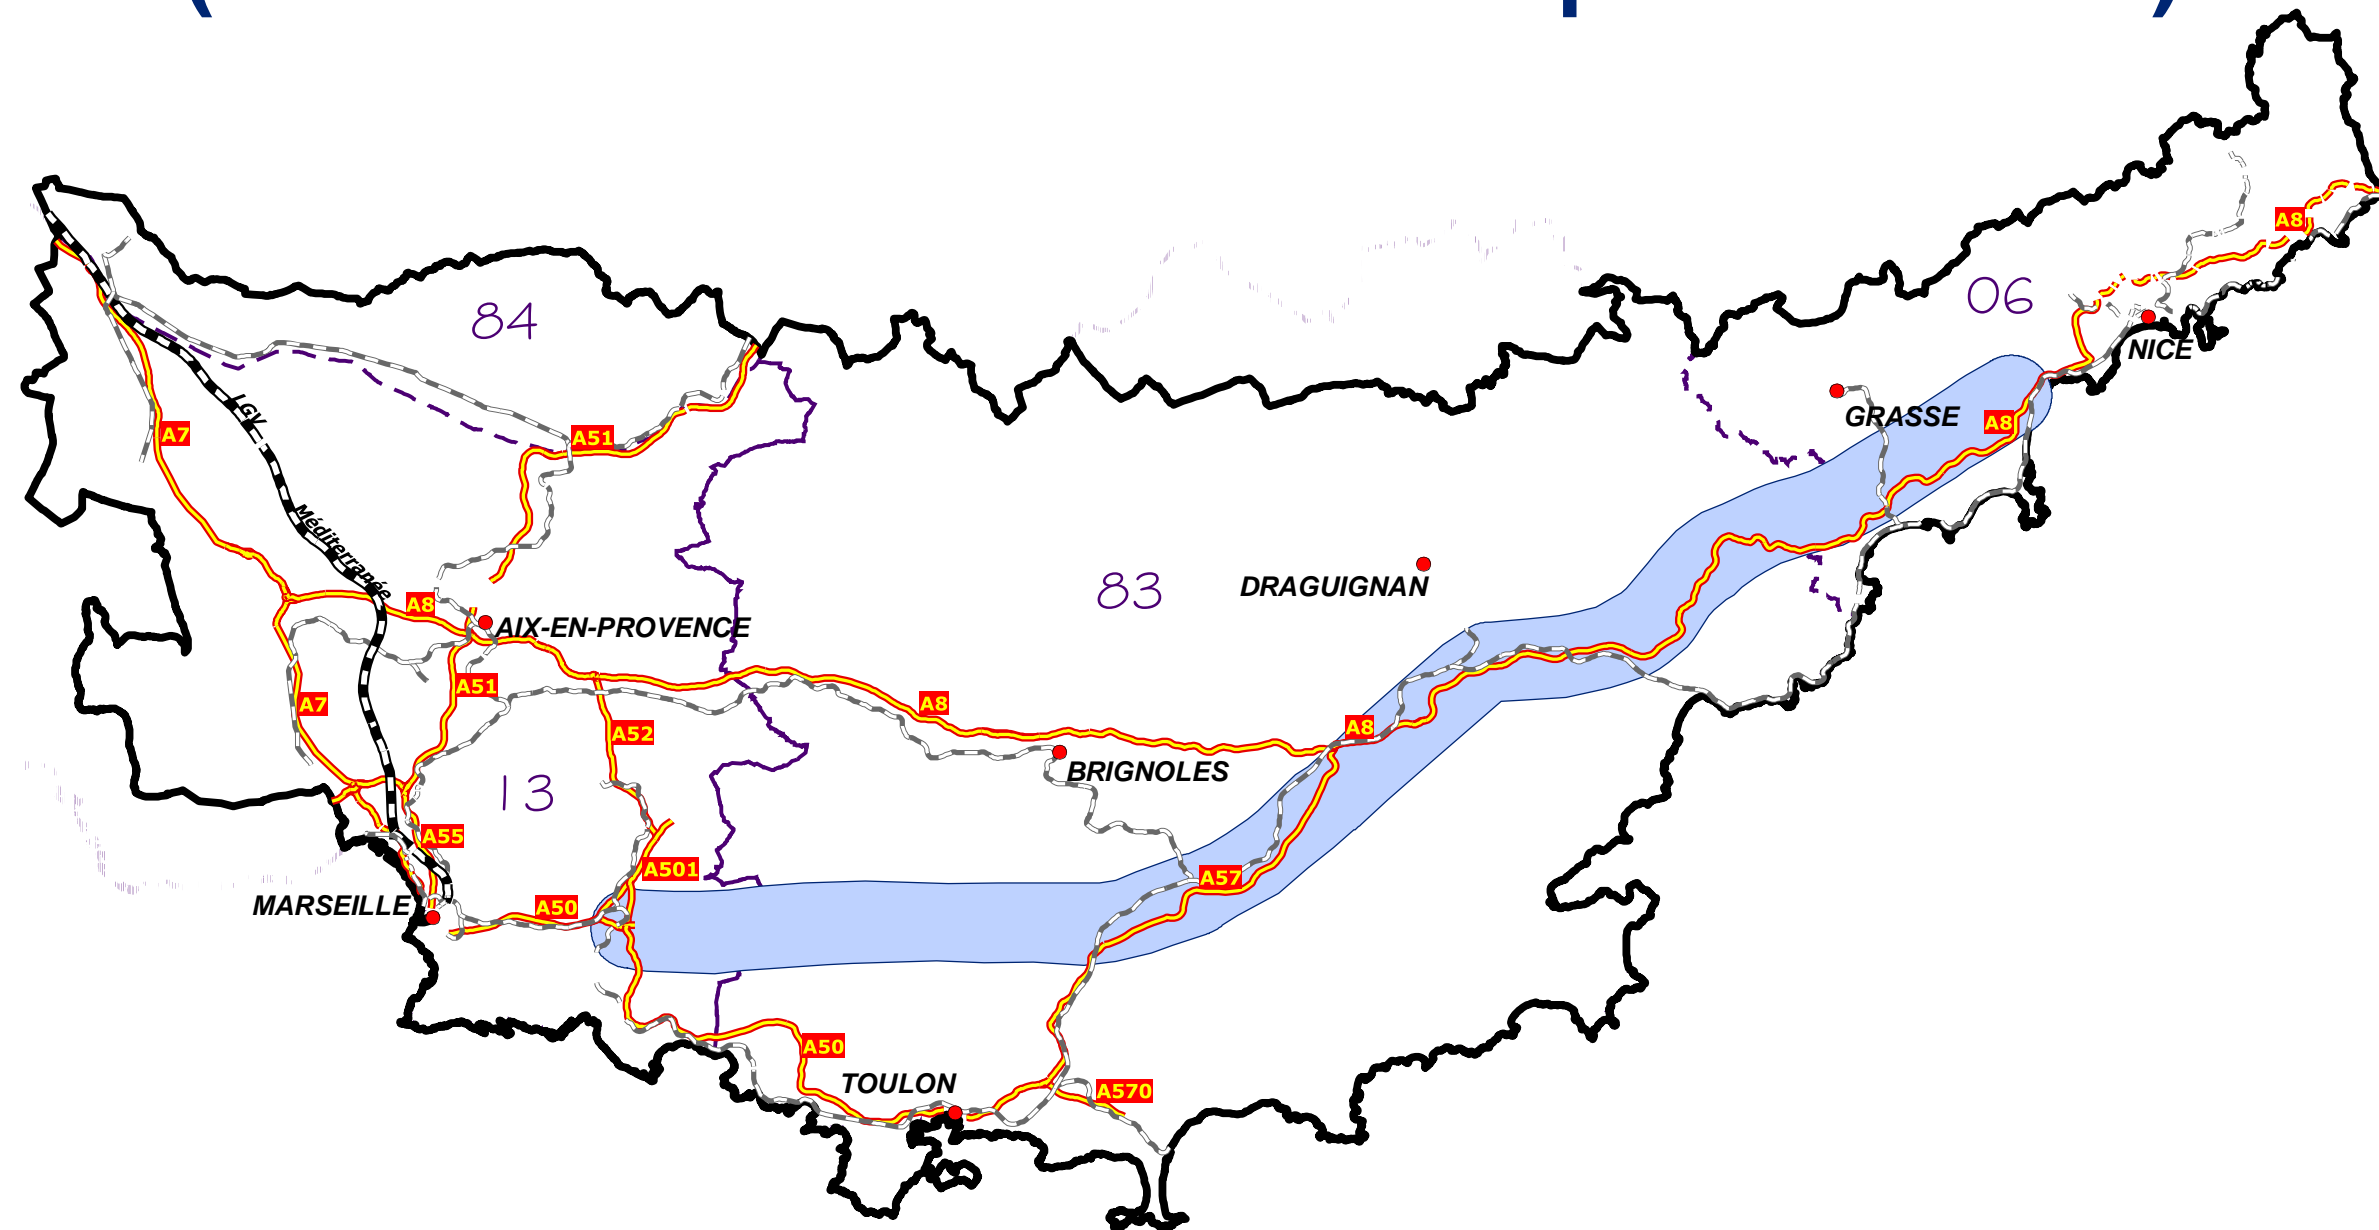 A8
06
84
NICE
LGV
GRASSE
A8
A7
A51
Méditerranée
DRAGUIGNAN
83
A8
AIX-EN-PROVENCE
A51
A7
A8
A52
A8
BRIGNOLES
13
A55
A501
A57
MARSEILLE
A50
A50
TOULON
A570